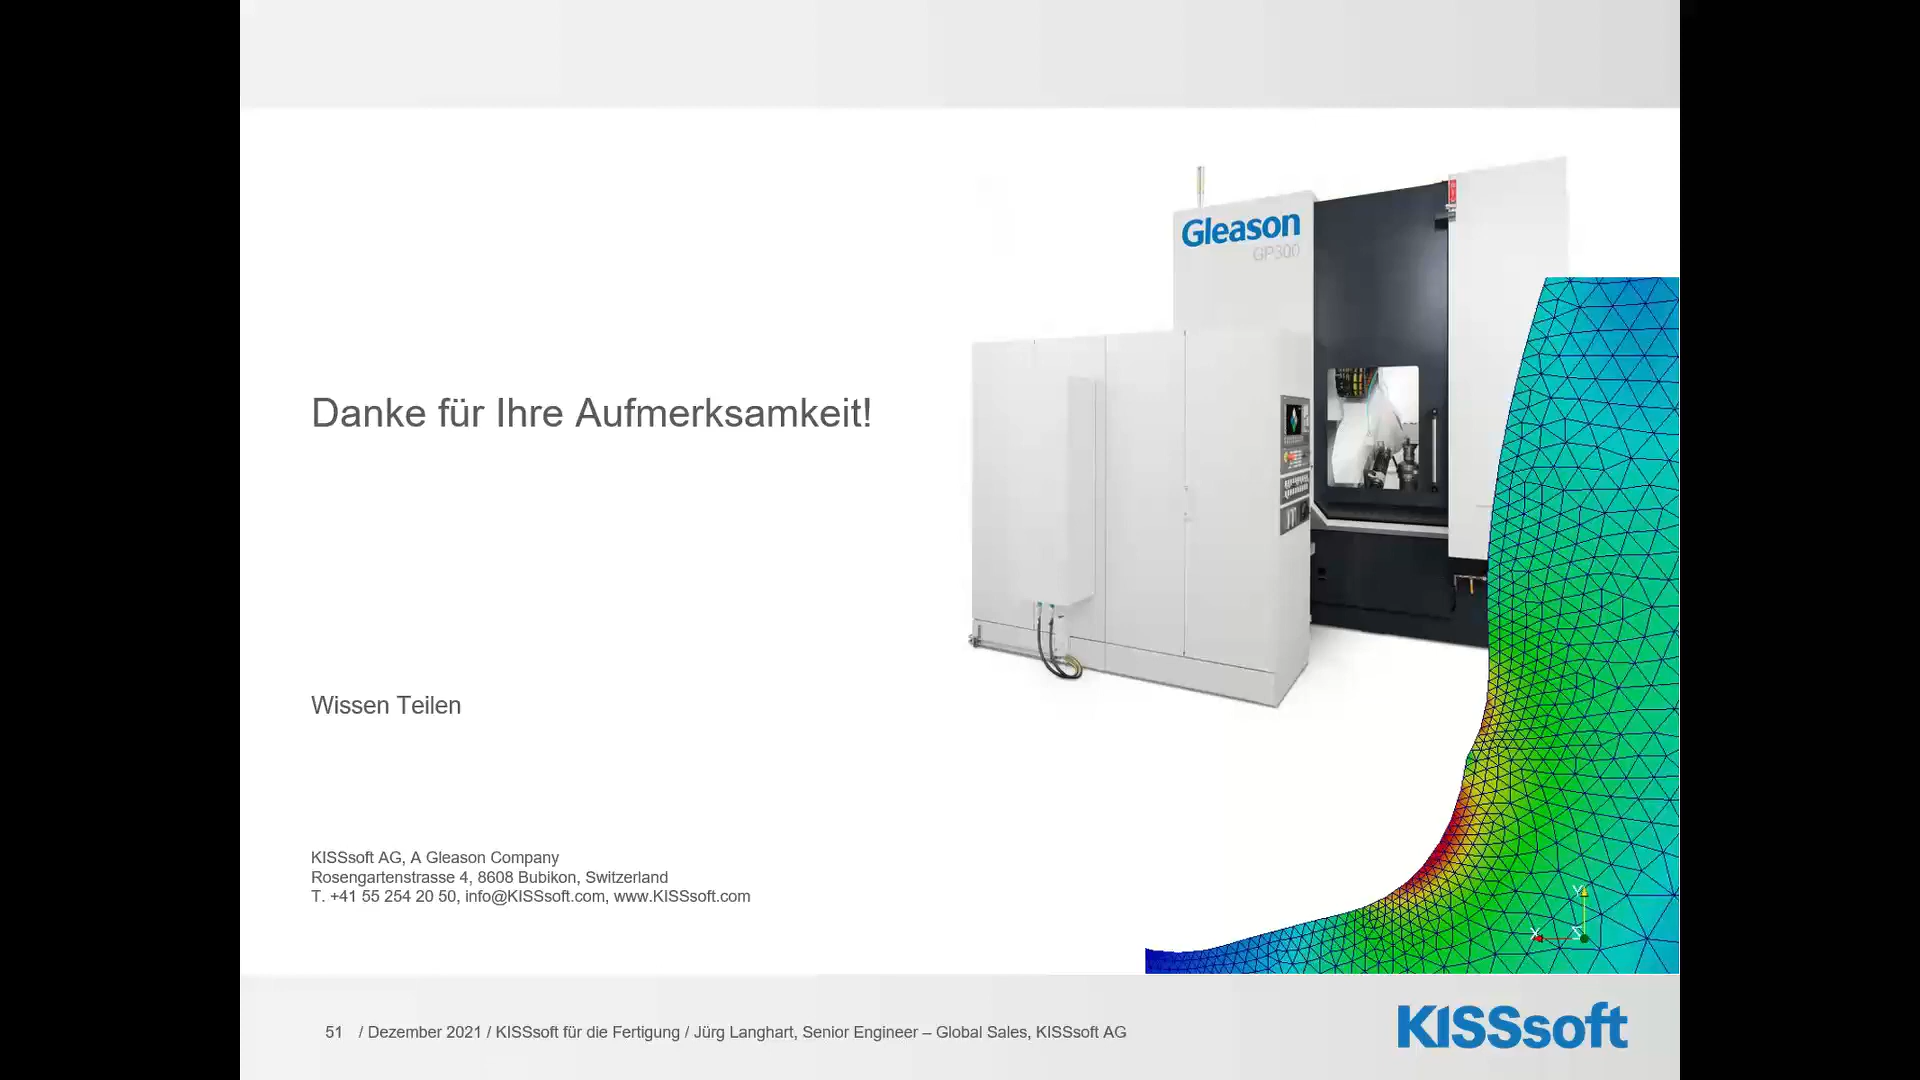 Gleason
GP300
Danke für Ihre Aufmerksamkeit!
Wissen Teilen
KISSsoft AG, A Gleason Company
Rosengartenstrasse 4, 8608 Bubikon, Switzerland
T. +41 55 254 20 50, info@KISSsoft.com, www.KISSsoft.com
Y
X
Z
51 / Dezember 2021 / KISSsoft für die Fertigung / Jürg Langhart, Senior Engineer – Global Sales, KISSsoft AG
KISSsoft